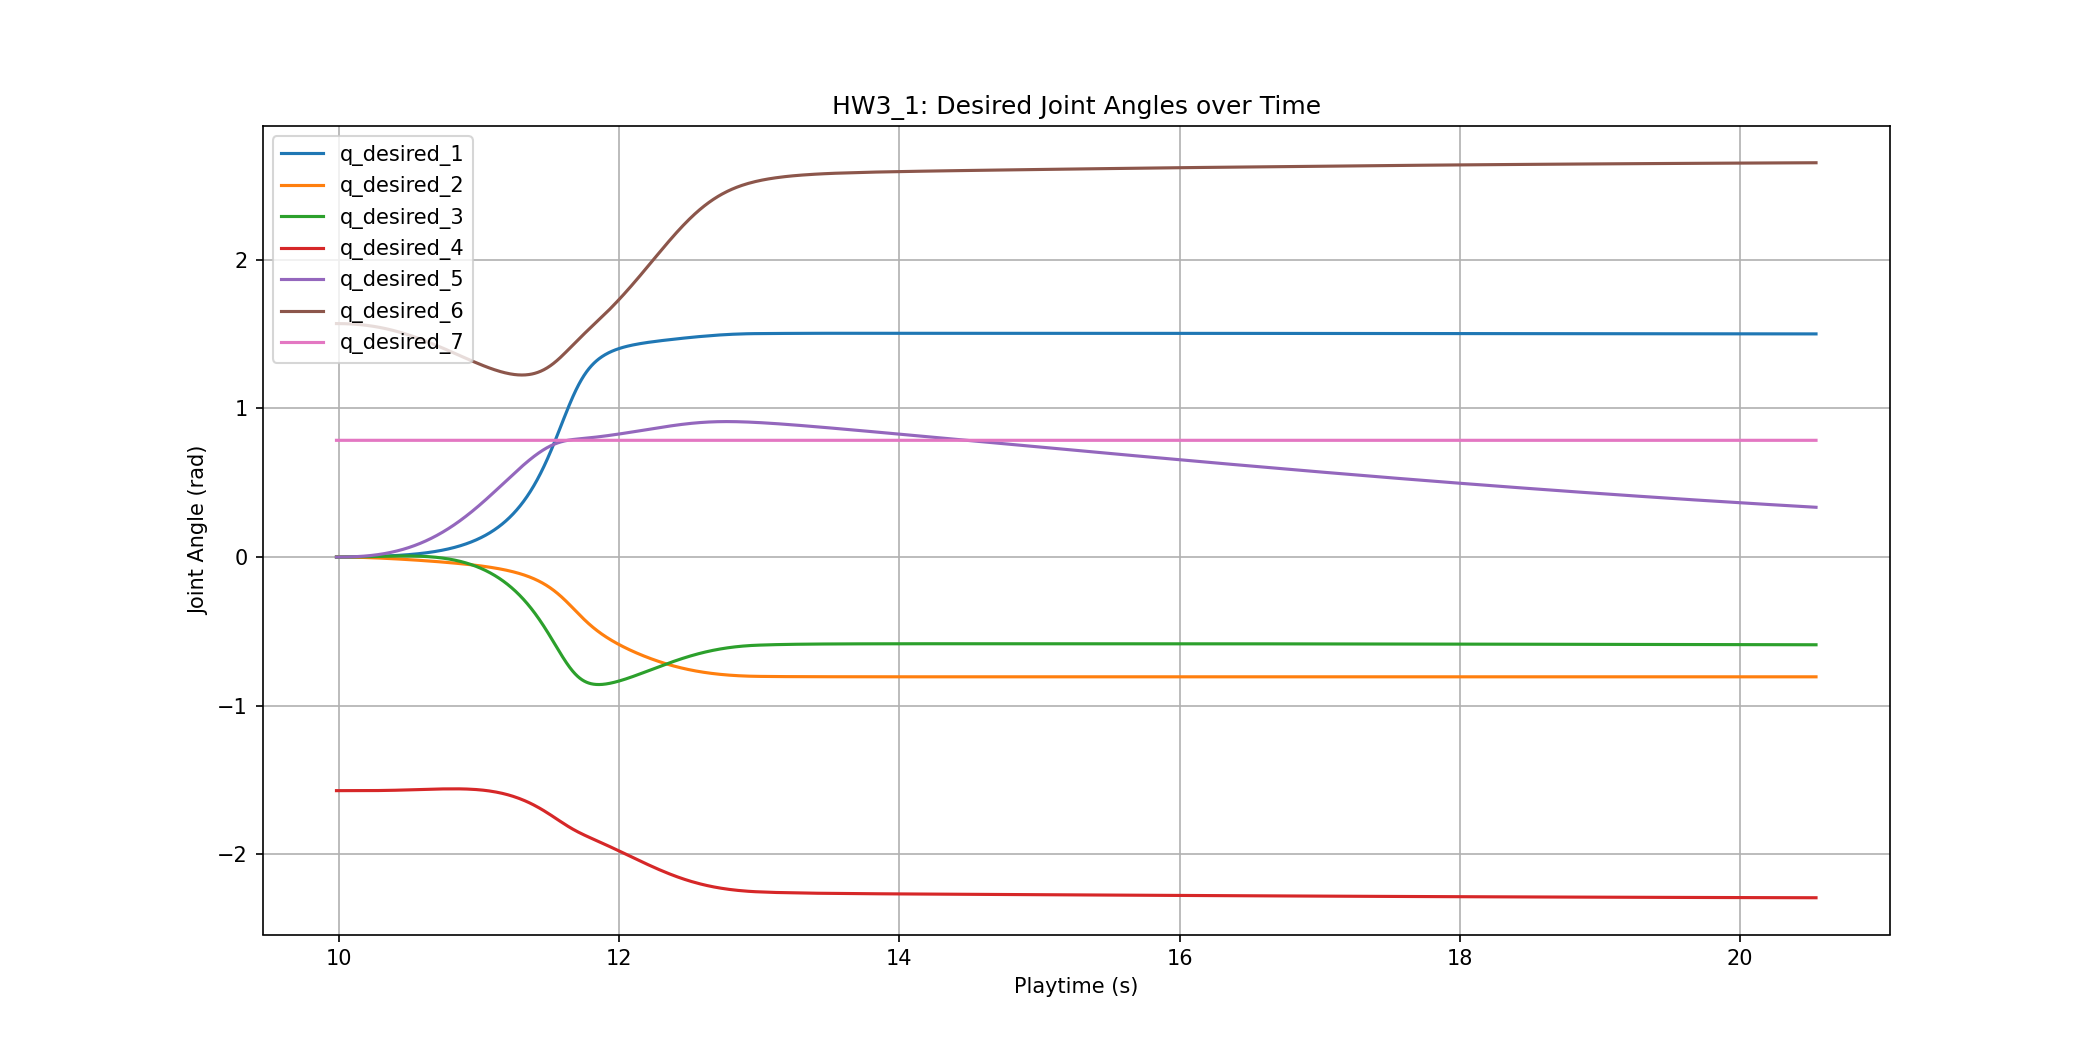 HW3_1: Desired Joint Angles over Time
q_desired_1
q_desired_2
q_desired_3
q_desired_4
q_desired_5
q_desired_6
q_desired_7
Joint Angle (rad)
2
1
0
−1
−2
10 12 14 16 18 20
Playtime (s)